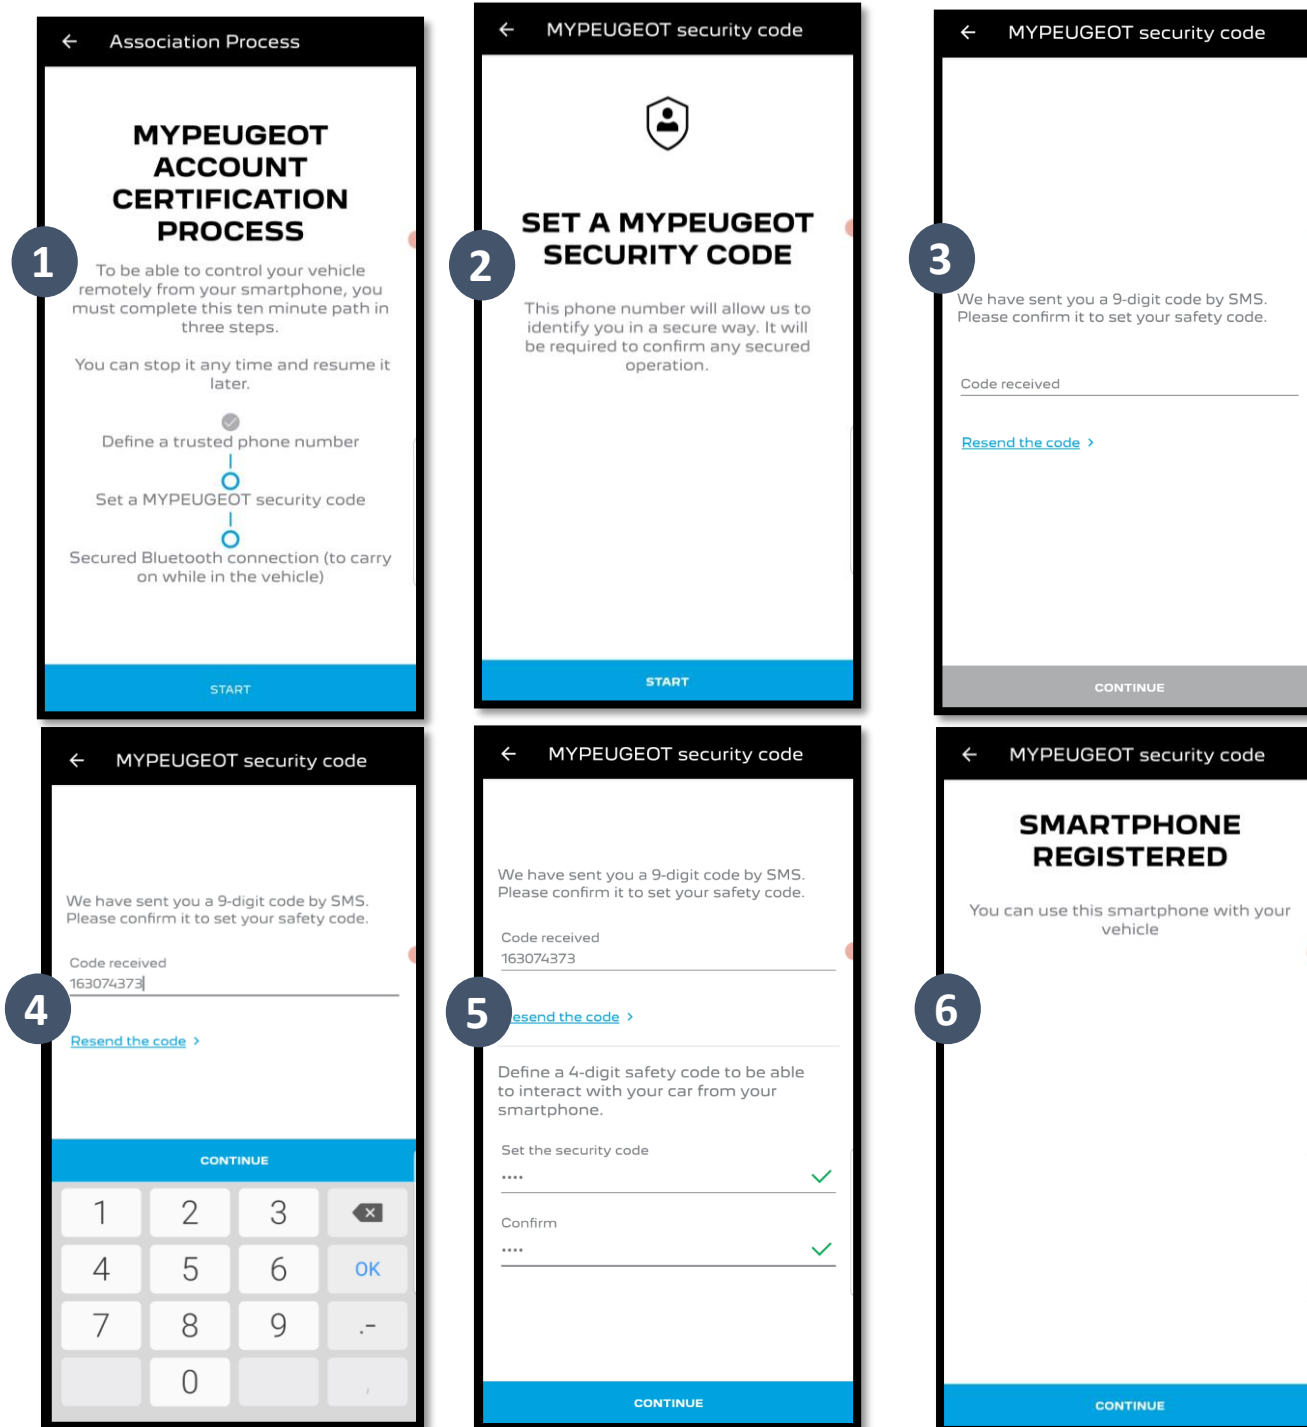 Association Process
MYPEUGEOT
ACCOUNT
CERTIFICATION
PROCESS
1
To be able to control your vehicle
remotely from your smartphone, you
must complete this ten minute path in
three steps.
You can stop it any time and resume it
later.
Define a trusted phone number
Set a MYPEUGEOT security code
Secured Bluetooth connection (to carry
on while in the vehicle)
START
MYPEUGEOT security code
SET A MYPEUGEOT
SECURITY CODE
2
This phone number will allow us to
identify you in a secure way. It will
be required to confirm any secured
operation.
START
MYPEUGEOT security code
3
We have sent you a 9-digit code by SMS.
Please confirm it to set your safety code.
Code received
Resend the code >
CONTINUE
MYPEUGEOT security code
We have sent you a 9-digit code by SMS.
Please confirm it to set your safety code.
Code received
163074373
4
Resend the code >
CONTINUE
1 2 3
4 5 6 OK
7 8 9 .-
0 ,
MYPEUGEOT security code
We have sent you a 9-digit code by SMS.
Please confirm it to set your safety code.
Code received
163074373
5
esend the code >
Define a 4-digit safety code to be able
to interact with your car from your
smartphone.
Set the security code
••••
Confirm
••••
CONTINUE
MYPEUGEOT security code
SMARTPHONE
REGISTERED
You can use this smartphone with your
vehicle
6
CONTINUE